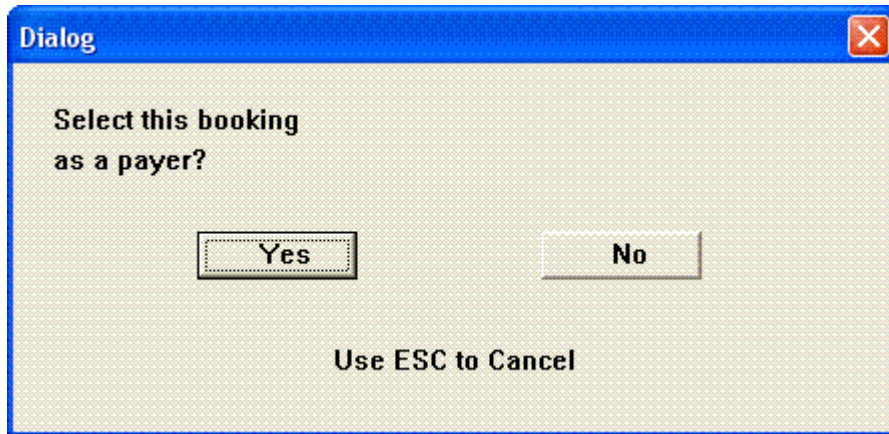 Dialog
Select this booking
as a payer?
Yes No
Use ESC to Cancel